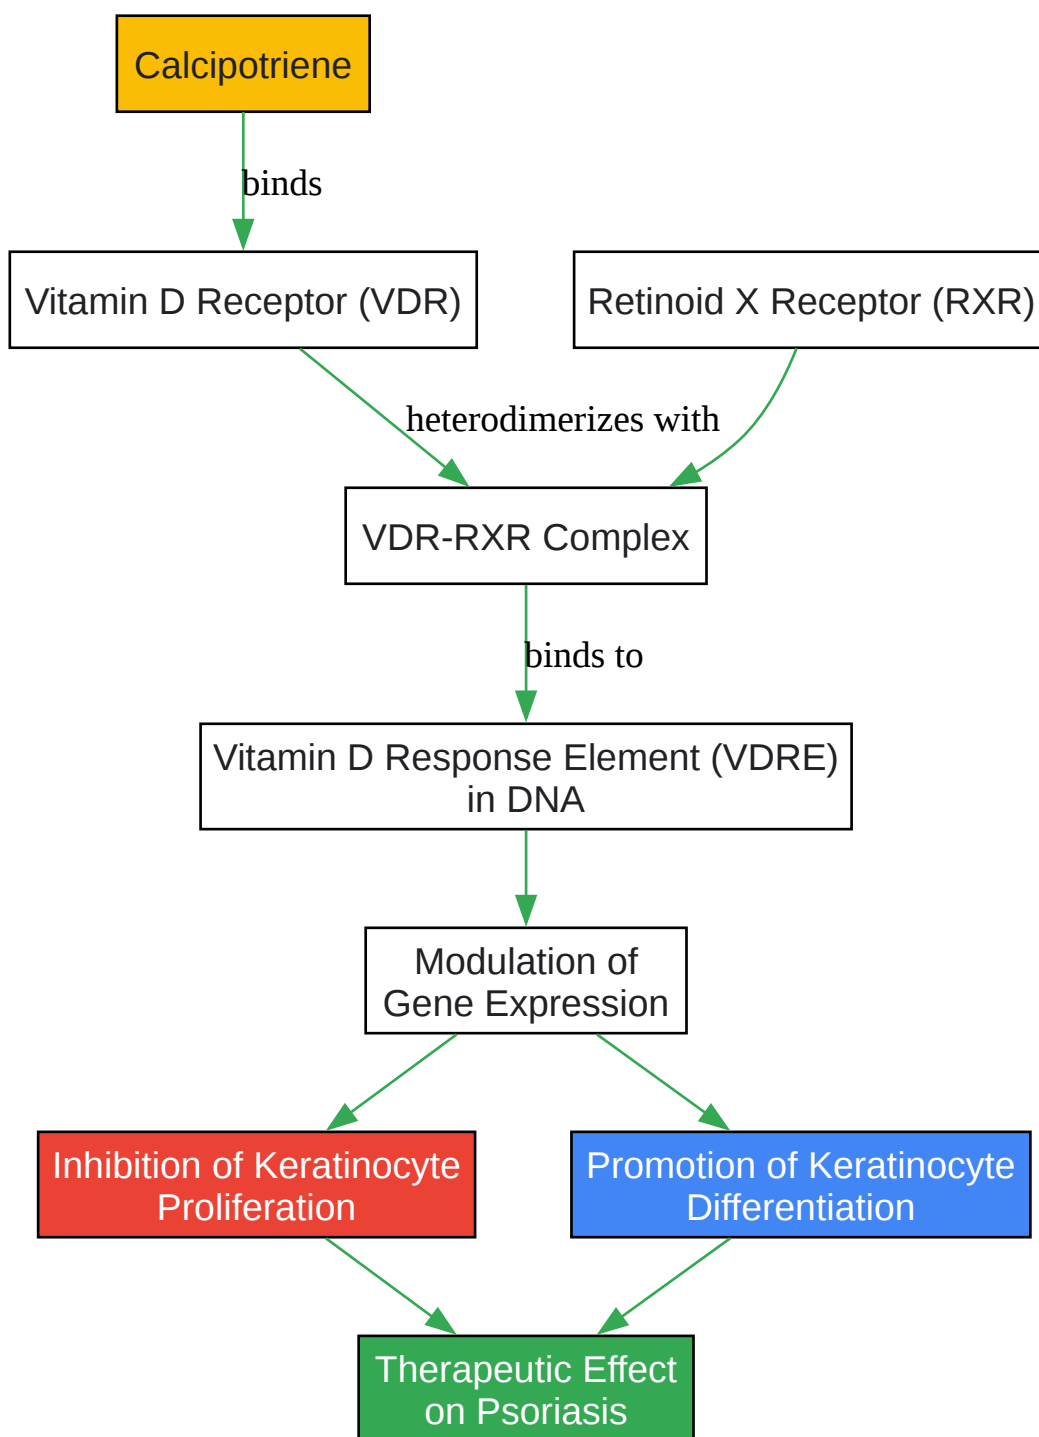 Calcipotriene
binds
Vitamin D Receptor (VDR)
Retinoid X Receptor (RXR)
heterodimerizes with
VDR-RXR Complex
binds to
Vitamin D Response Element (VDRE)
in DNA
Modulation of
Gene Expression
Inhibition of Keratinocyte
Proliferation
Promotion of Keratinocyte
Differentiation
Therapeutic Effect
on Psoriasis